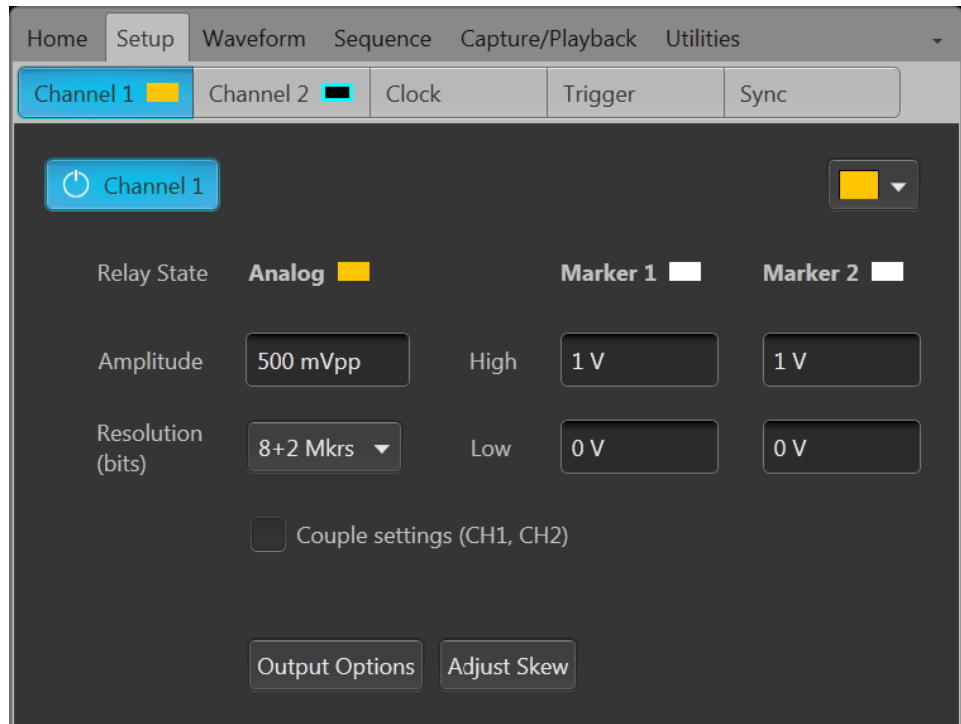 Home Setup Waveform Sequence Capture/Playback Utilities
Channel 1 Channel 2 Clock Trigger Sync
Channel 1
Relay State Analog Marker 1 Marker 2
Amplitude 500 mVpp High 1 V 1 V
Resolution
(bits) 8+2 Mkrs Low 0 V 0 V
Couple settings (CH1, CH2)
Output Options Adjust Skew